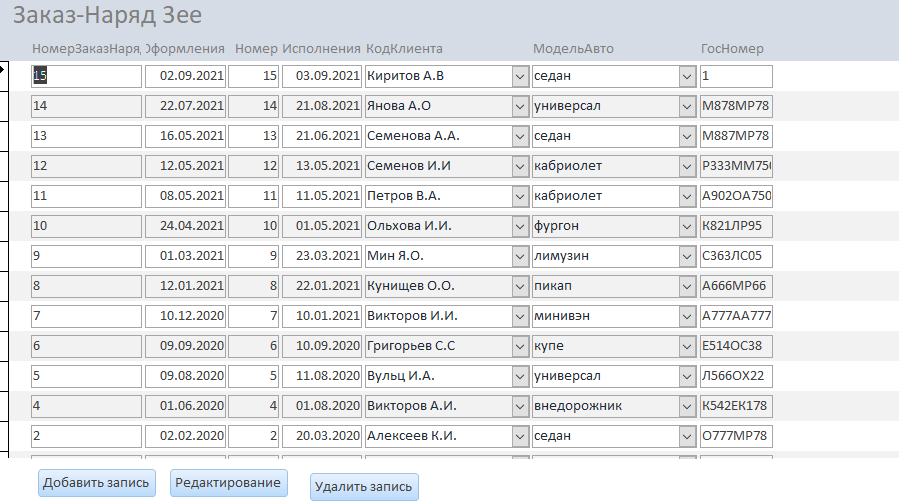 Заказ-Наряд Зее
НомерЗаказНаряд Оформления Номер Исполнения КодКлиента МодельАвто ГосНомер
15 02.09.2021 15 03.09.2021 Киритов А.В седан 1
14 22.07.2021 14 21.08.2021 Янова А.О универсал М878МР78
13 16.05.2021 13 21.06.2021 Семенова А.А. седан М887МР78
12 12.05.2021 12 13.05.2021 Семенов И.И кабриолет Р333ММ750
11 08.05.2021 11 11.05.2021 Петров В.А. кабриолет А902ОА750
10 24.04.2021 10 01.05.2021 Ольхова И.И. фургон К821ЛР95
9 01.03.2021 9 23.03.2021 Мин Я.О. лимузин С363ЛС05
8 12.01.2021 8 22.01.2021 Кунищев О.О. пикап А666МР66
7 10.12.2020 7 10.01.2021 Викторов И.И. минивэн А777АА777
6 09.09.2020 6 10.09.2020 Григорьев С.С купе Е514ОС38
5 09.08.2020 5 11.08.2020 Вульц И.А. универсал Л566ОХ22
4 01.06.2020 4 01.08.2020 Викторов А.И. внедорожник К542ЕК178
2 02.02.2020 2 20.03.2020 Алексеев К.И. седан О777МР78
Добавить запись Редактирование Удалить запись